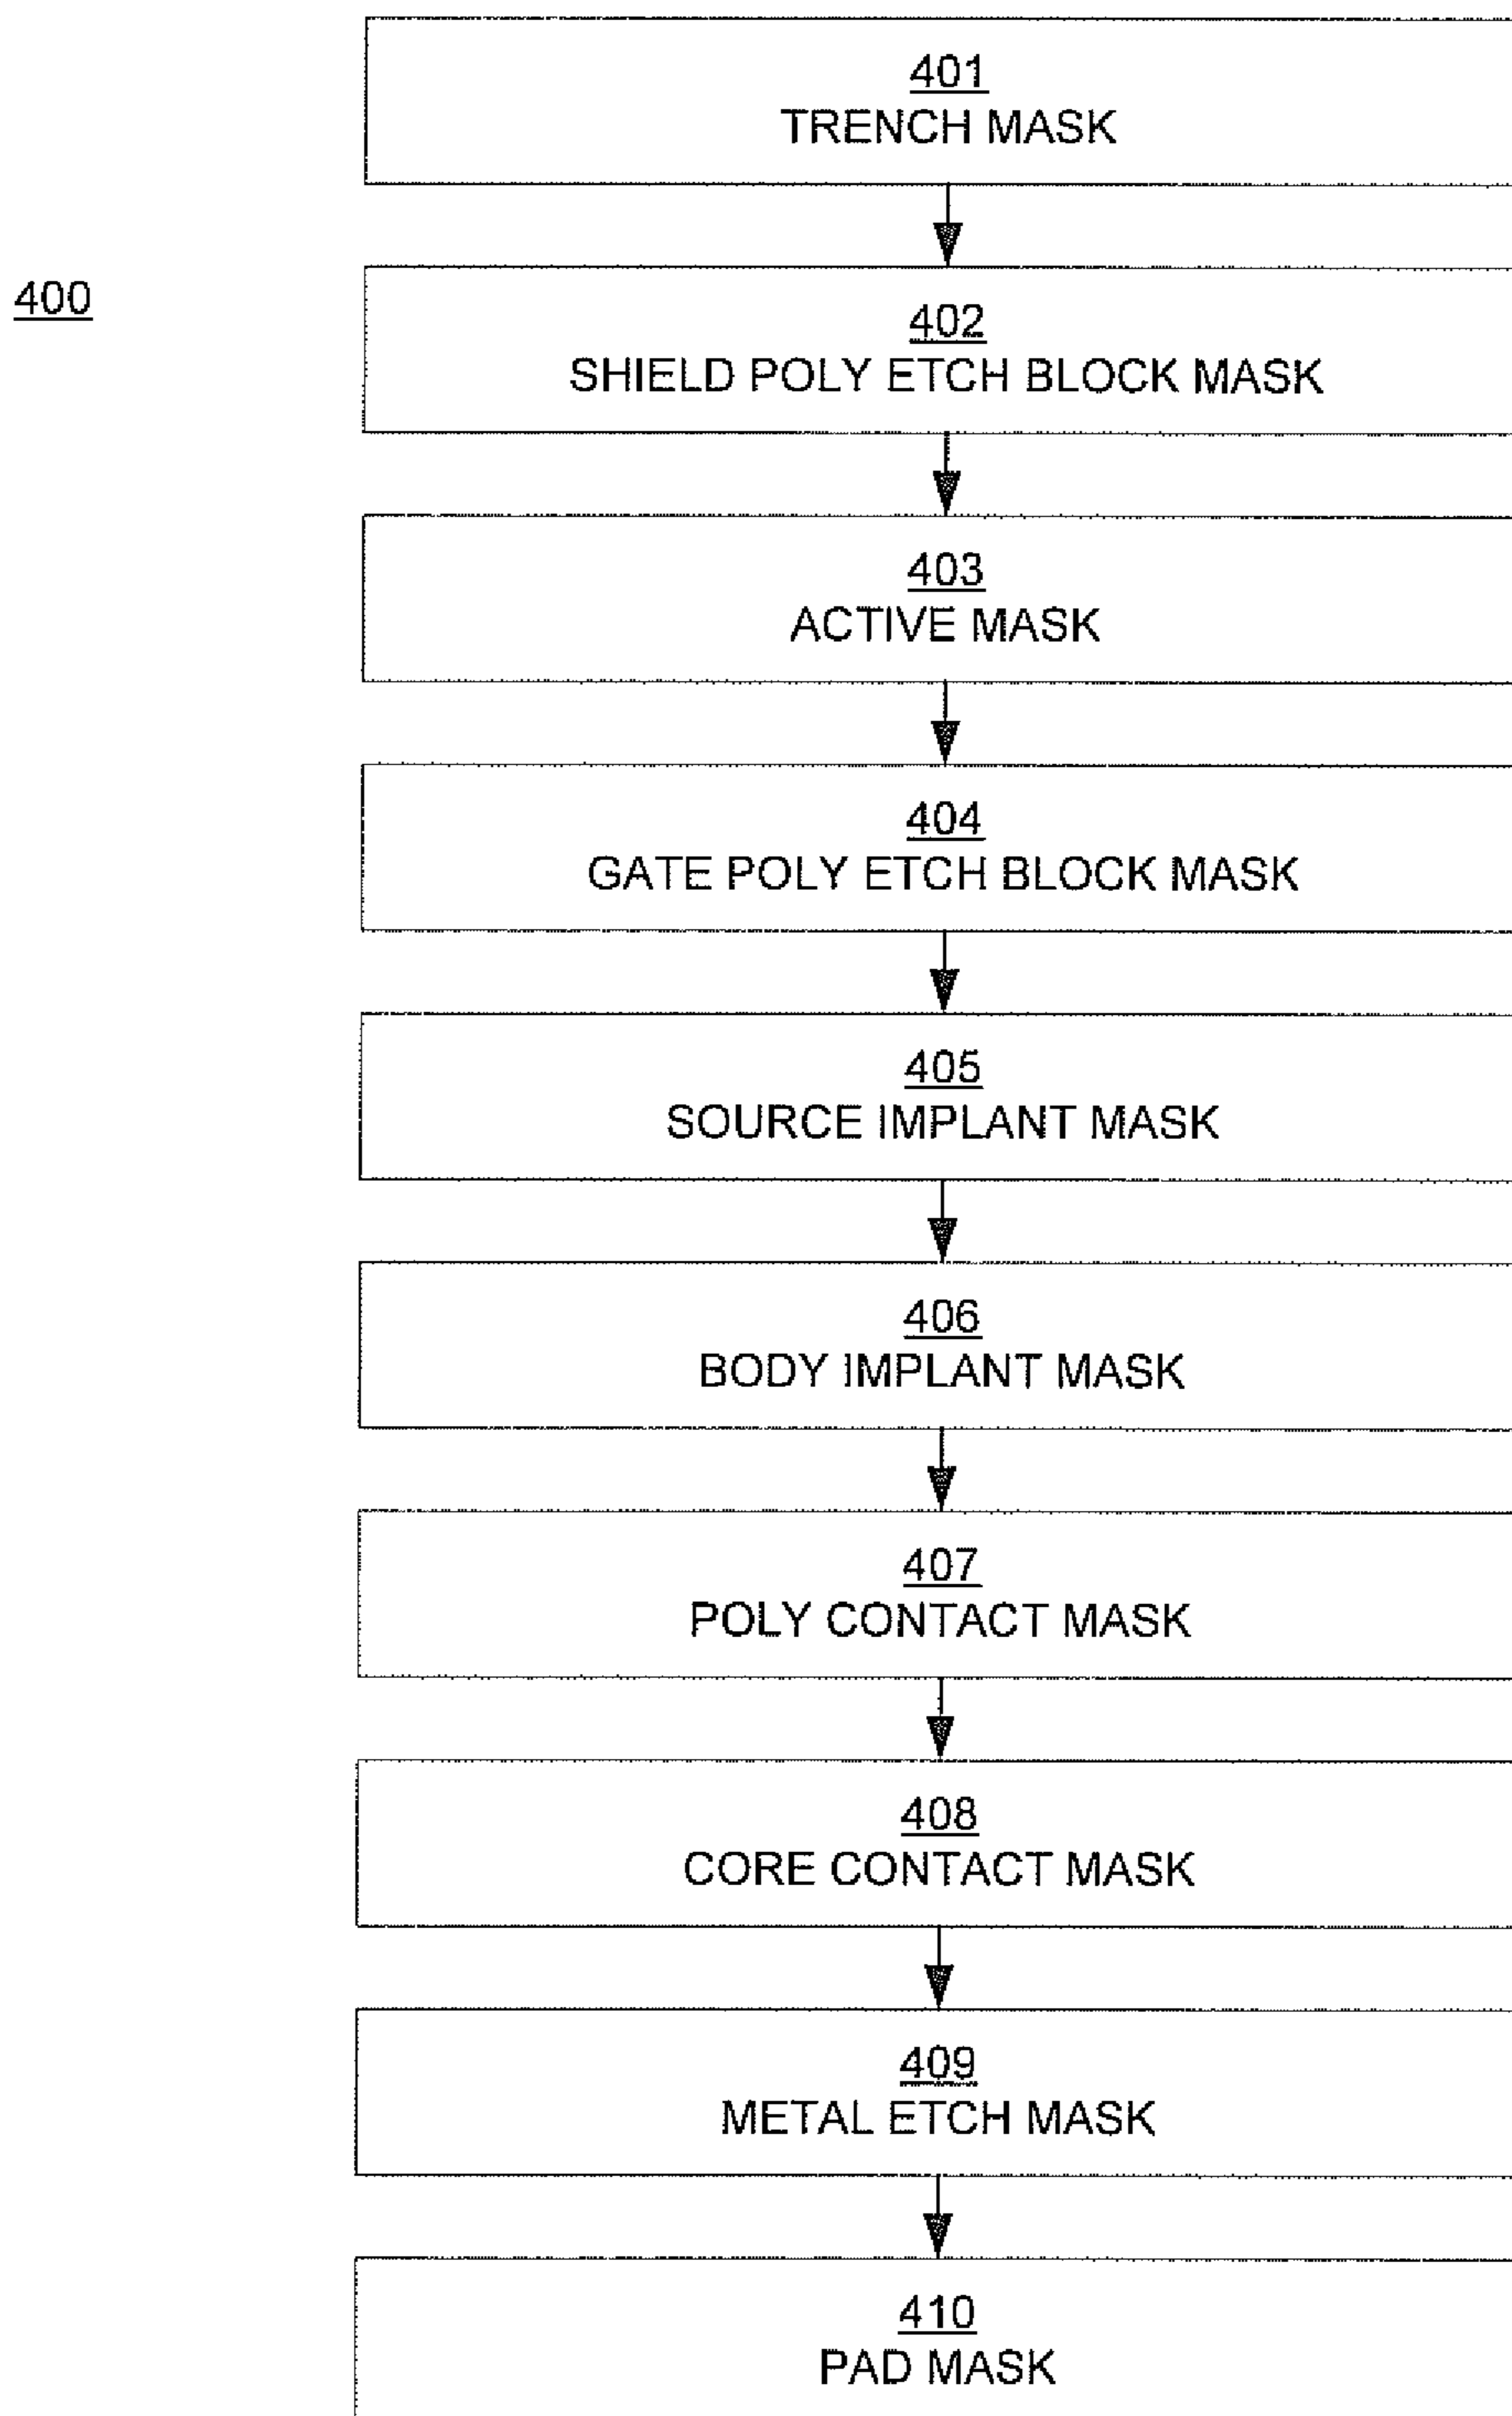 401
TRENCH MASK
400
402
SHIELD POLY ETCH BLOCK MASK
403
ACTIVE MASK
404
GATE POLY ETCH BLOCK MASK
405
SOURCE IMPLANT MASK
406
BODY IMPLANT MASK
407
POLY CONTACT MASK
408
CORE CONTACT MASK
409
METAL ETCH MASK
410
PAD MASK